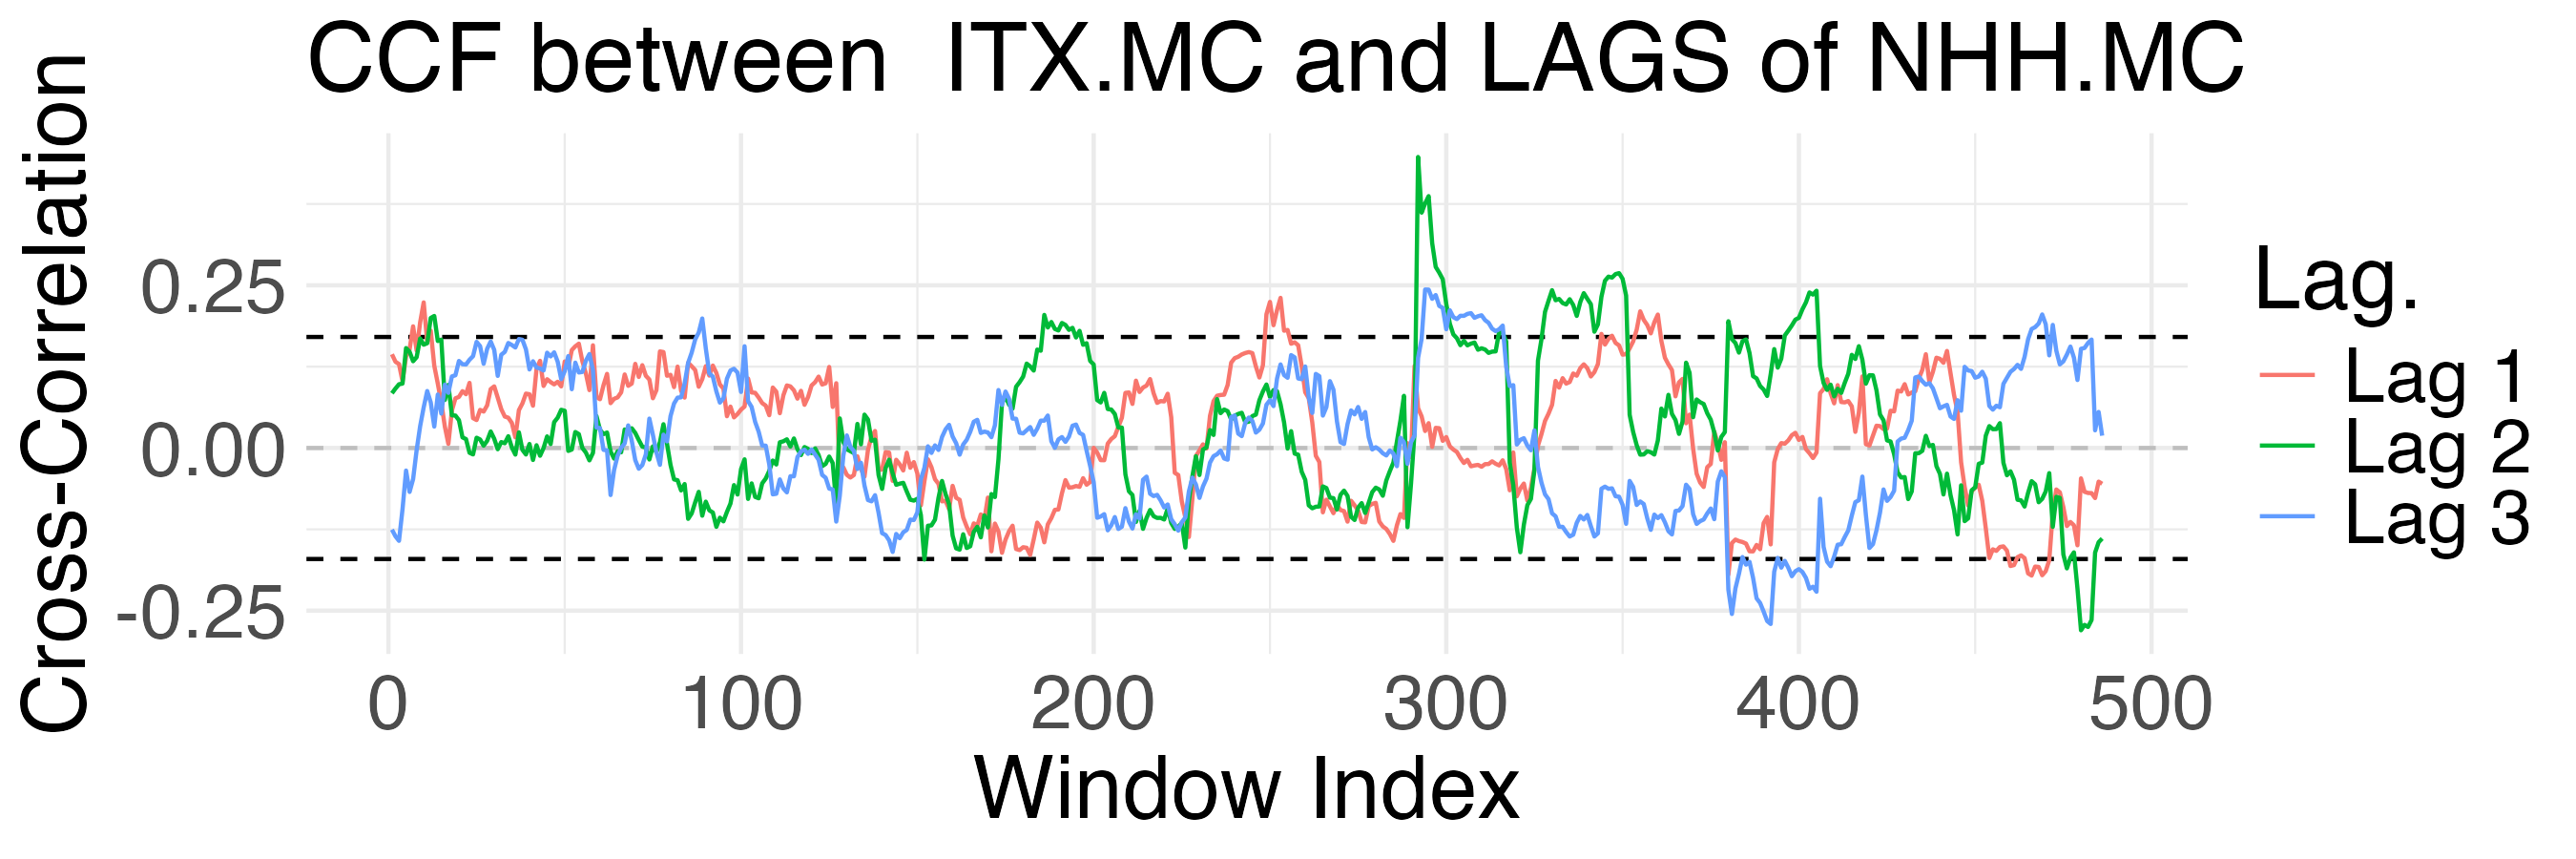 CCF between  ITX.MC and LAGS of NHH.MC
Cross-Correlation
0.25
0.00
-0.25
0 100 200 300 400 500
Window Index
Lag.
Lag 1
Lag 2
Lag 3